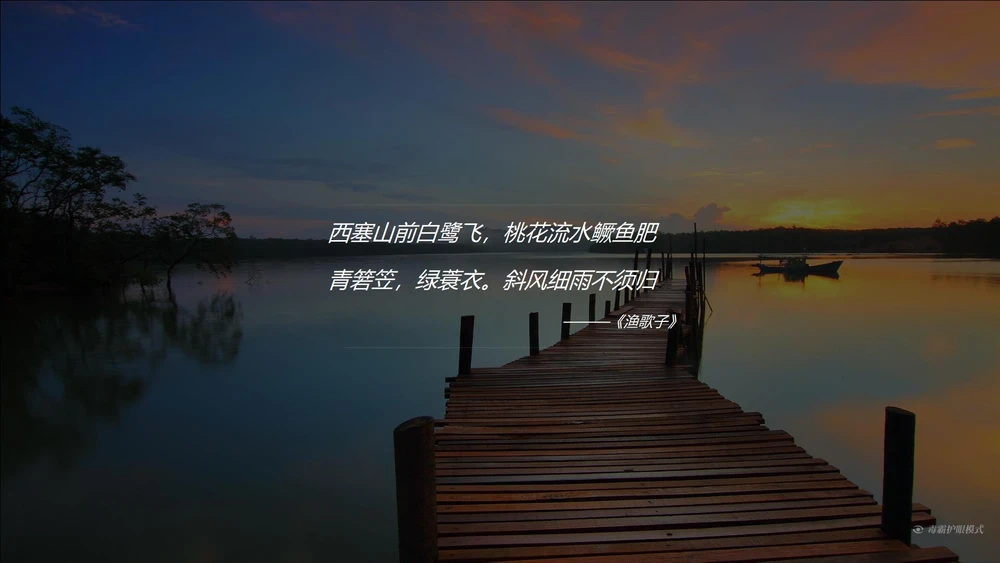 西塞山前白鹭飞，桃花流水鳜鱼肥
青箬笠，绿蓑衣。斜风细雨不须归
———《渔歌子》
毒霸护眼模式